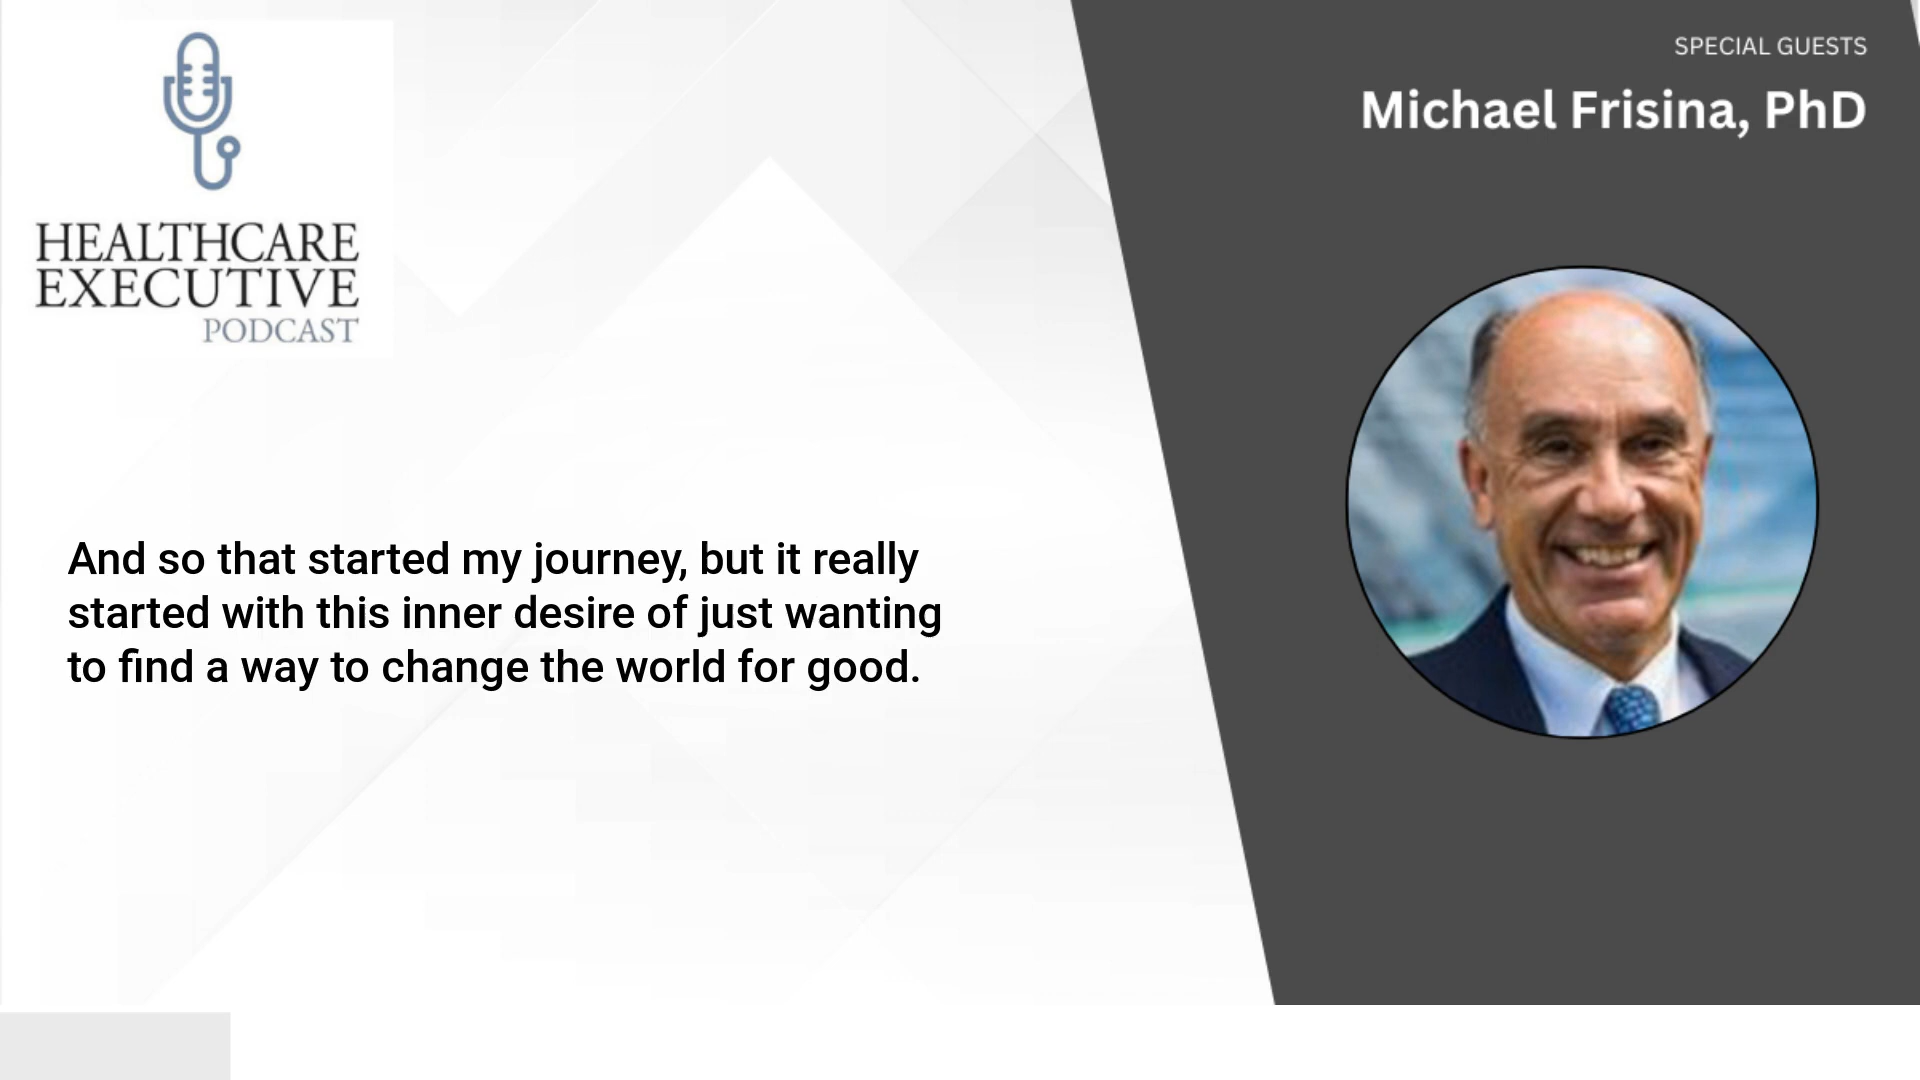 HEALTHCARE
EXECUTIVE
PODCAST
SPECIAL GUESTS
Michael Frisina, PhD
And so that started my journey, but it really
started with this inner desire of just wanting
to find a way to change the world for good.